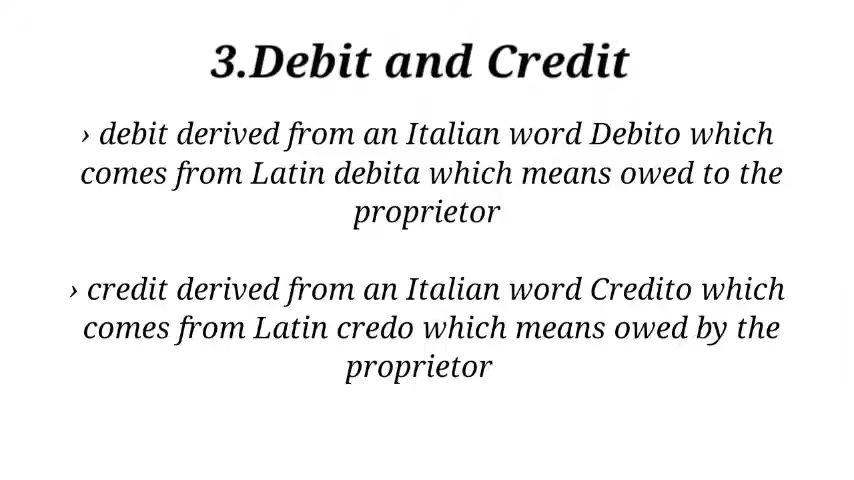 3.Debit and Credit
› debit derived from an Italian word Debito which
comes from Latin debita which means owed to the
proprietor
› credit derived from an Italian word Credito which
comes from Latin credo which means owed by the
proprietor